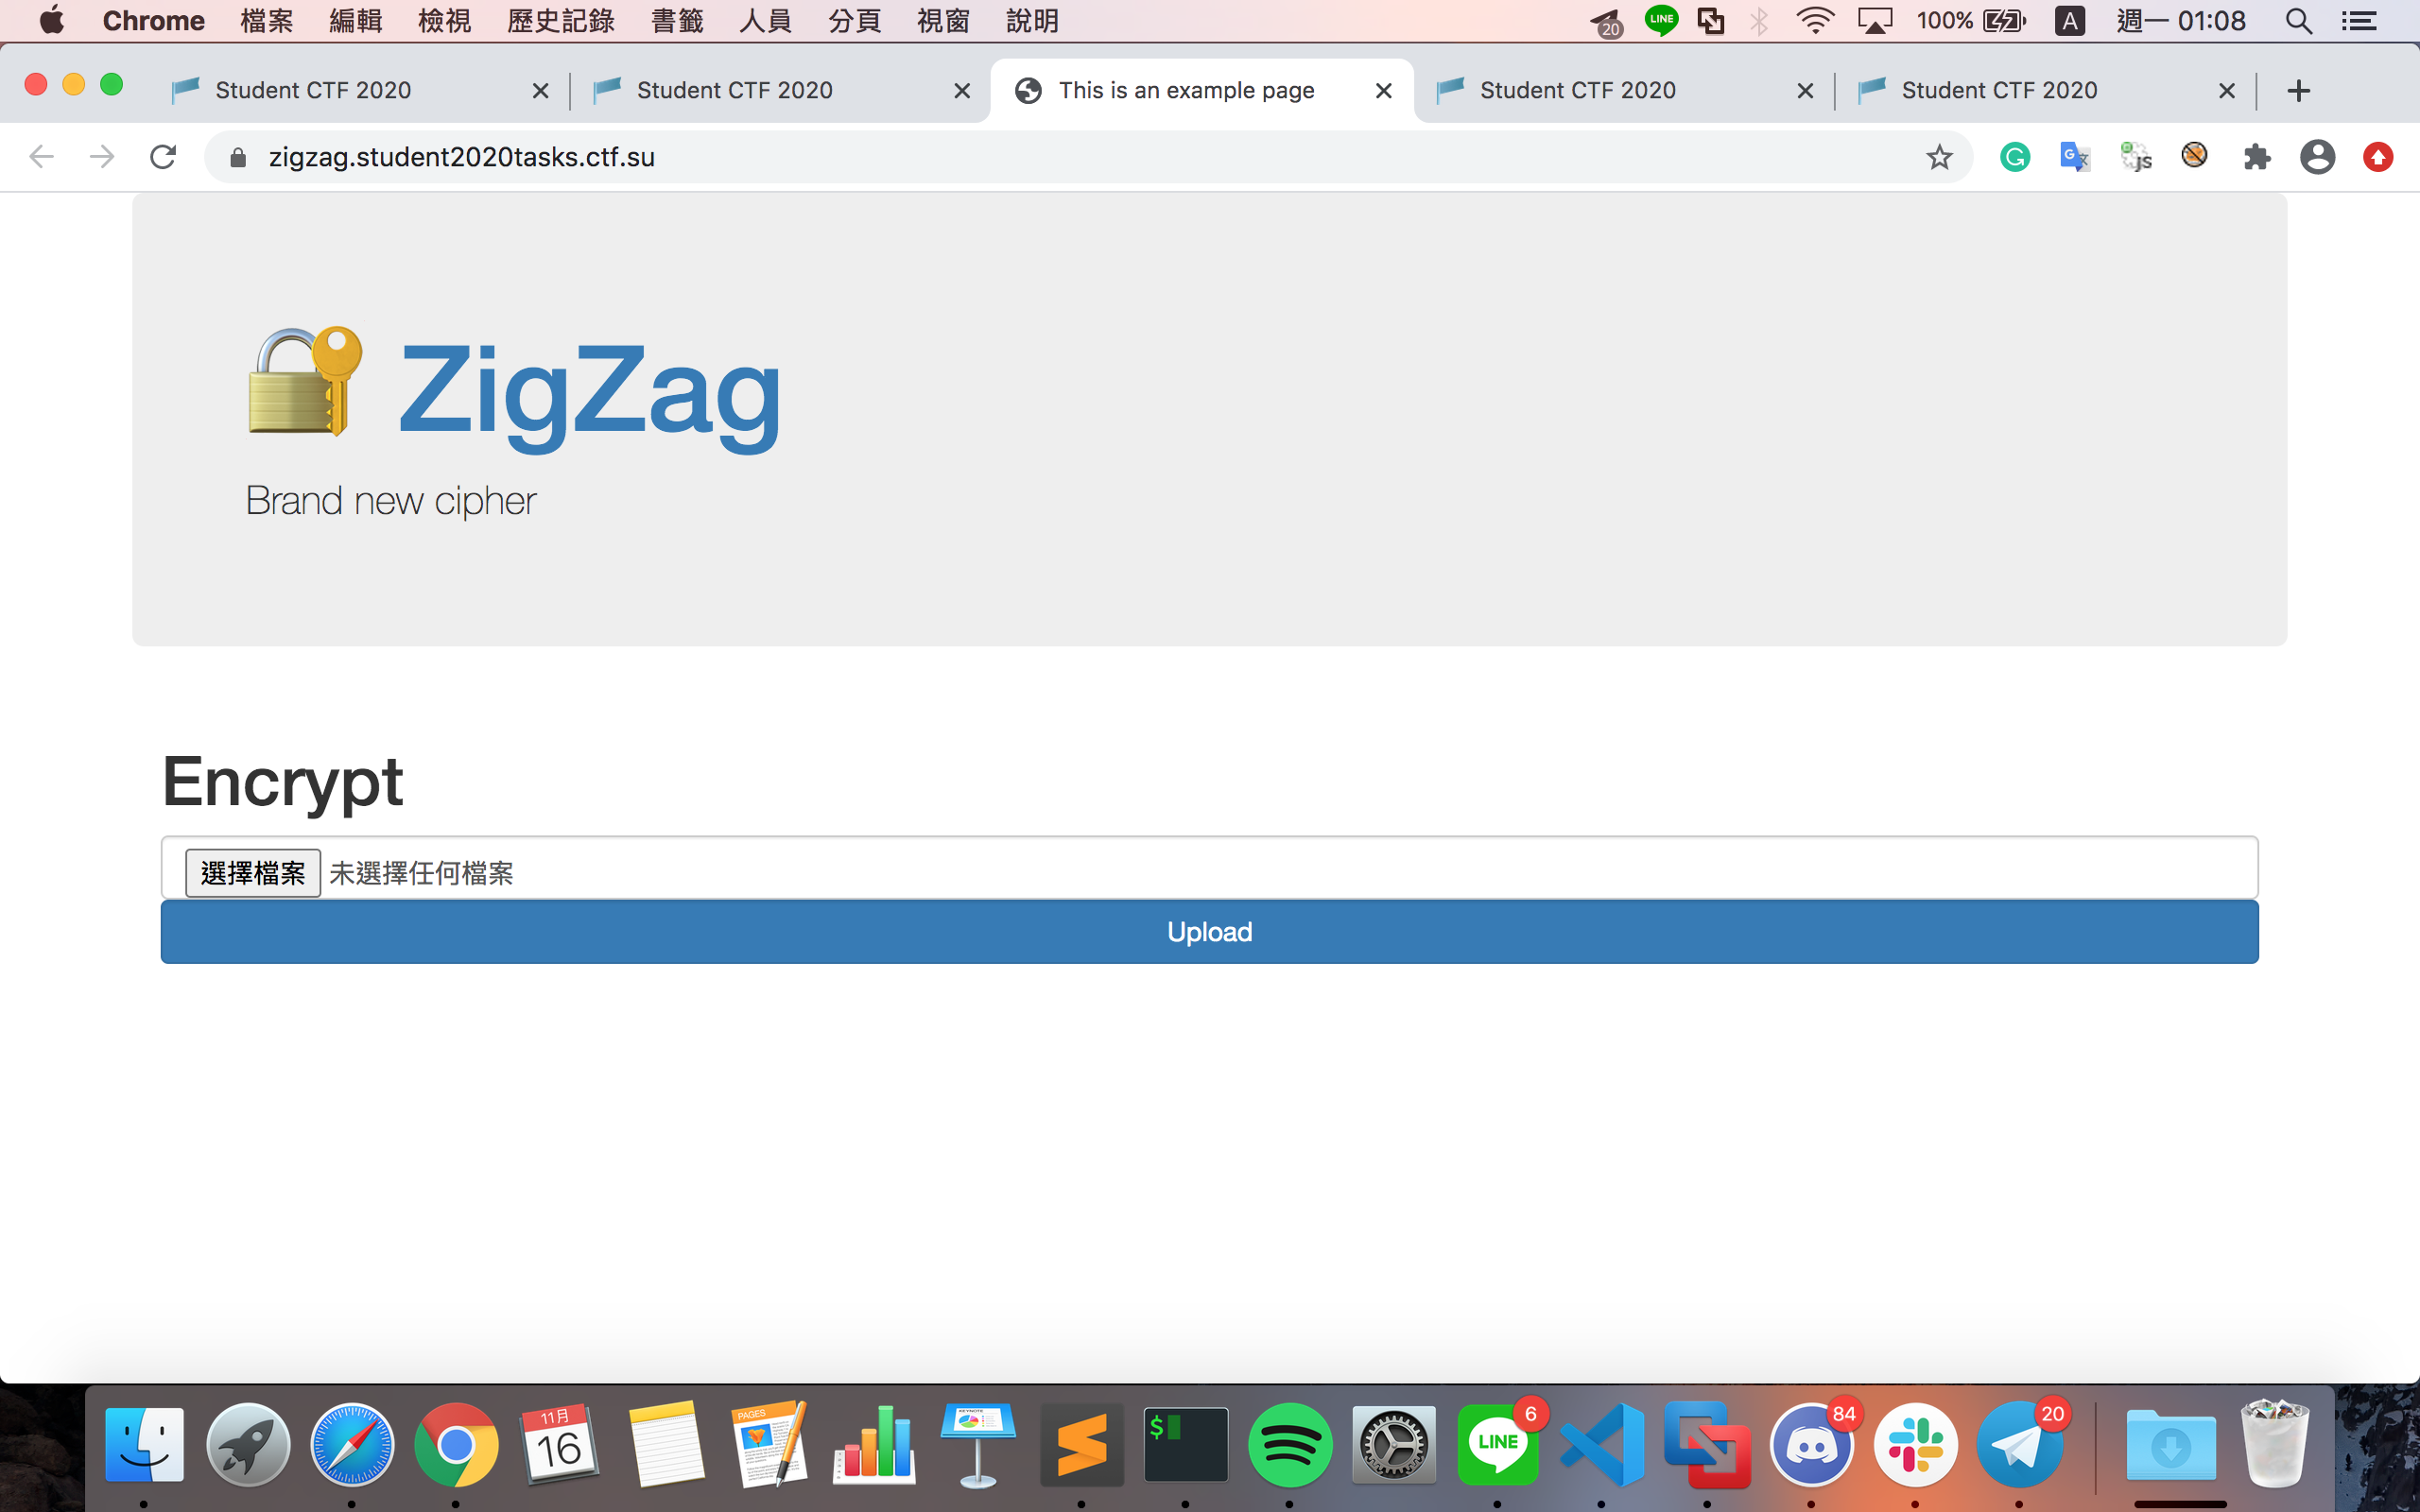 Chrome 檔案 編輯 檢視 歷史記錄 書籤 人員 分頁 視窗 說明 20 LINE 100% A 週一 01:08
Student CTF 2020 Student CTF 2020 This is an example page Student CTF 2020 Student CTF 2020
zigzag.student2020tasks.ctf.su
ZigZag
Brand new cipher
Encrypt
選擇檔案 未選擇任何檔案
Upload
11月
16
PAGES
KEYNOTE
$
LINE
6
84
20